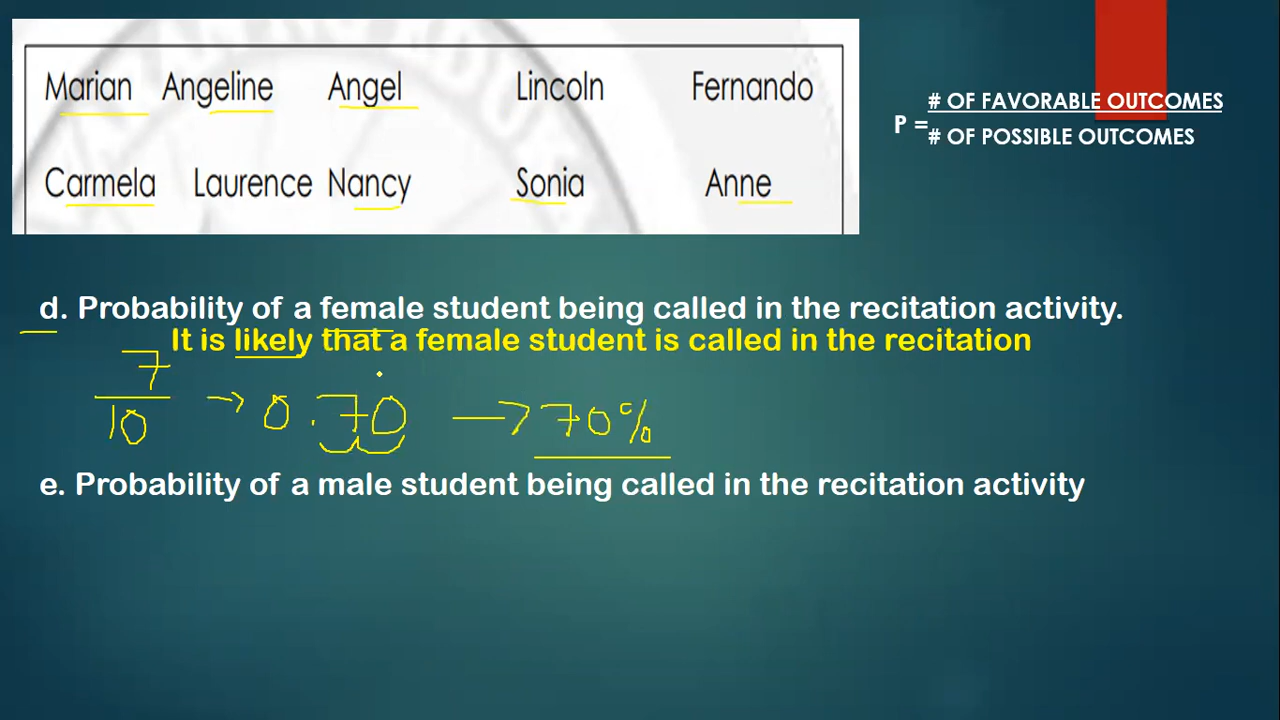 Marian Angeline Angel Lincoln Fernando
Carmela Laurence Nancy Sonia Anne
P = # OF FAVORABLE OUTCOMES
# OF POSSIBLE OUTCOMES
d. Probability of a female student being called in the recitation activity.
It is likely that a female student is called in the recitation
7
10 → 0.70 → 70%
e. Probability of a male student being called in the recitation activity